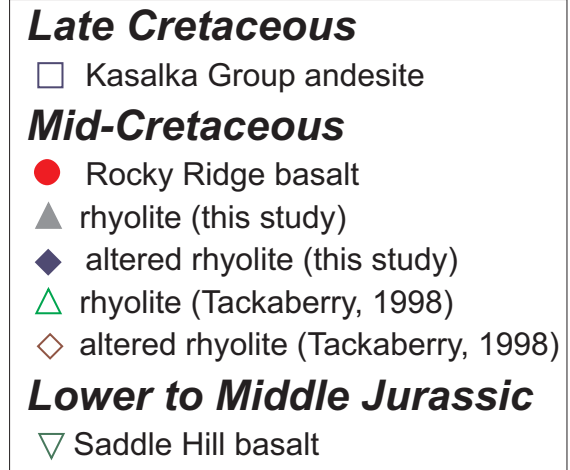 Late Cretaceous
Kasalka Group andesite
Mid-Cretaceous
Rocky Ridge basalt
rhyolite (this study)
altered rhyolite (this study)
rhyolite (Tackaberry, 1998)
altered rhyolite (Tackaberry, 1998)
Lower to Middle Jurassic
Saddle Hill basalt